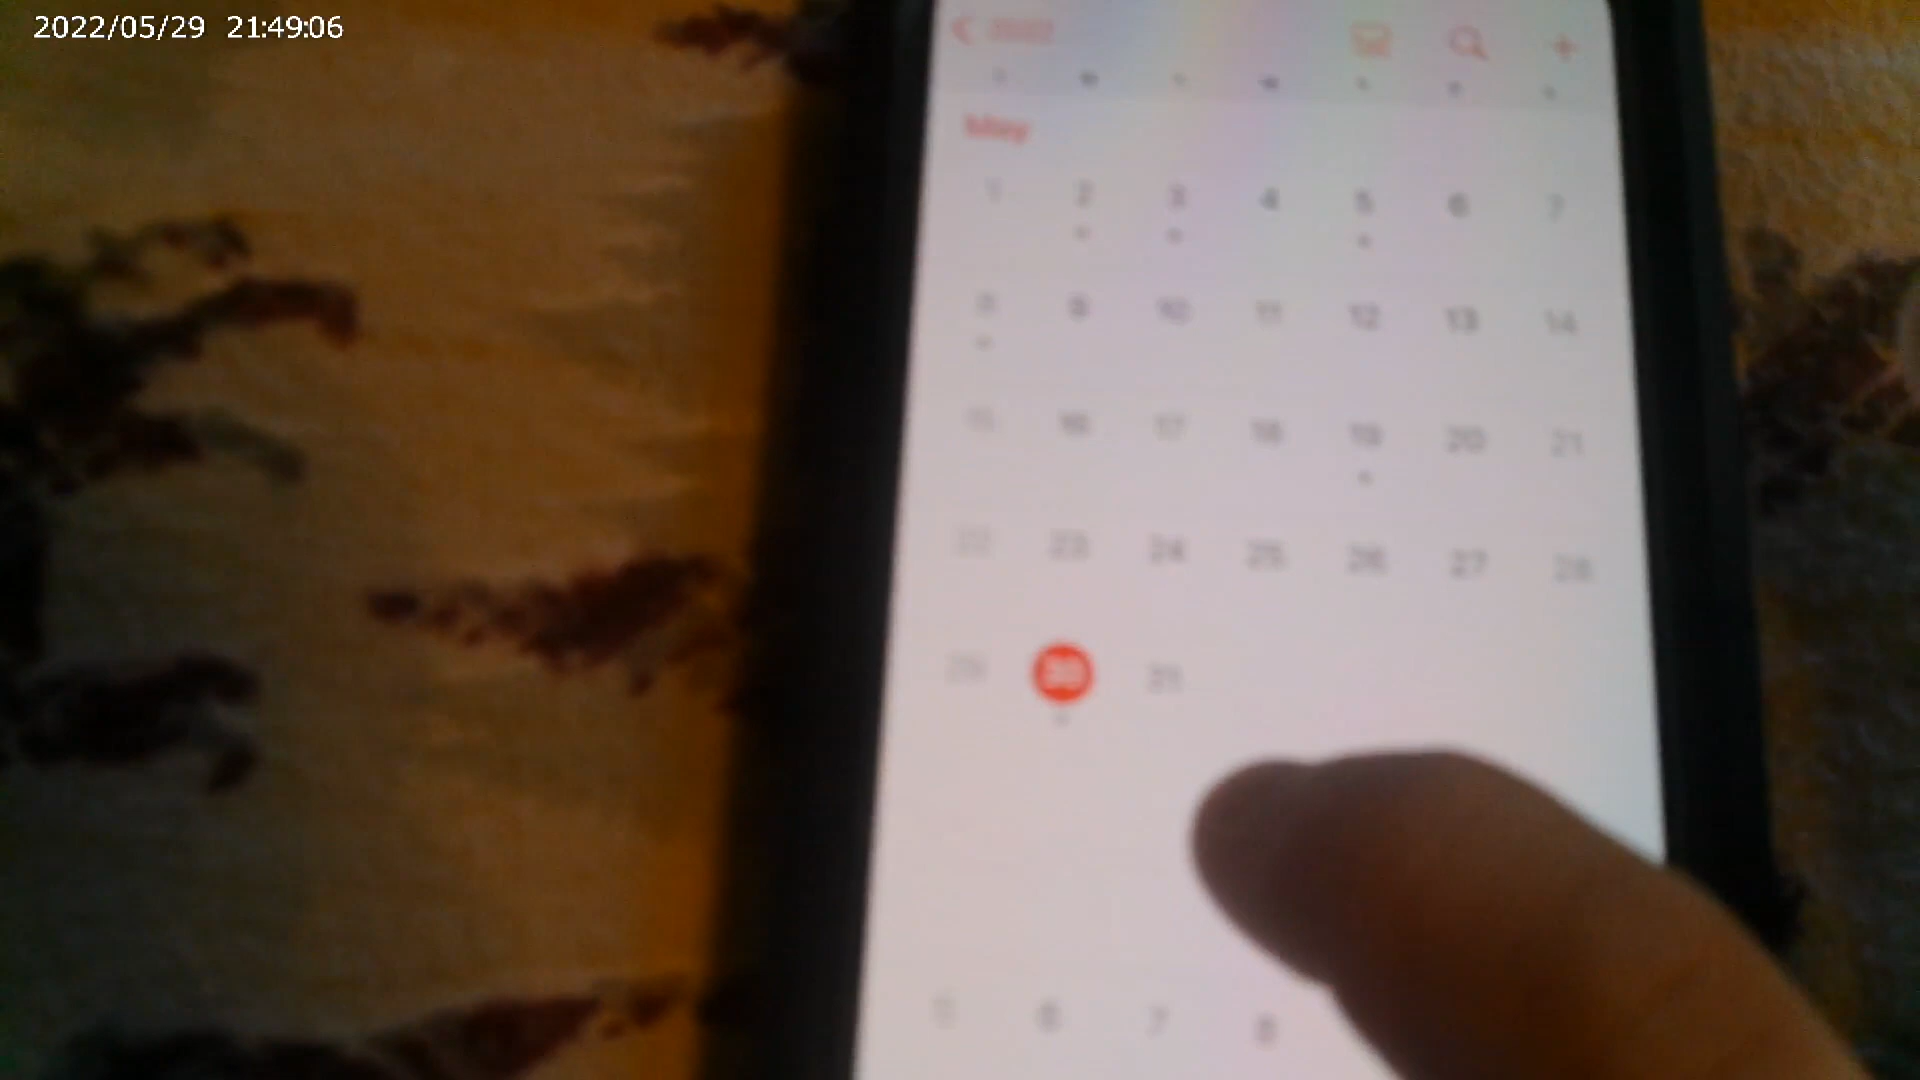 2022/05/29 21:49:06
2022
May
1 2 3 4 5 6 7
8 9 10 11 12 13 14
15 16 17 18 19 20 21
22 23 24 25 26 27 28
29 30 31
5 6 7 8